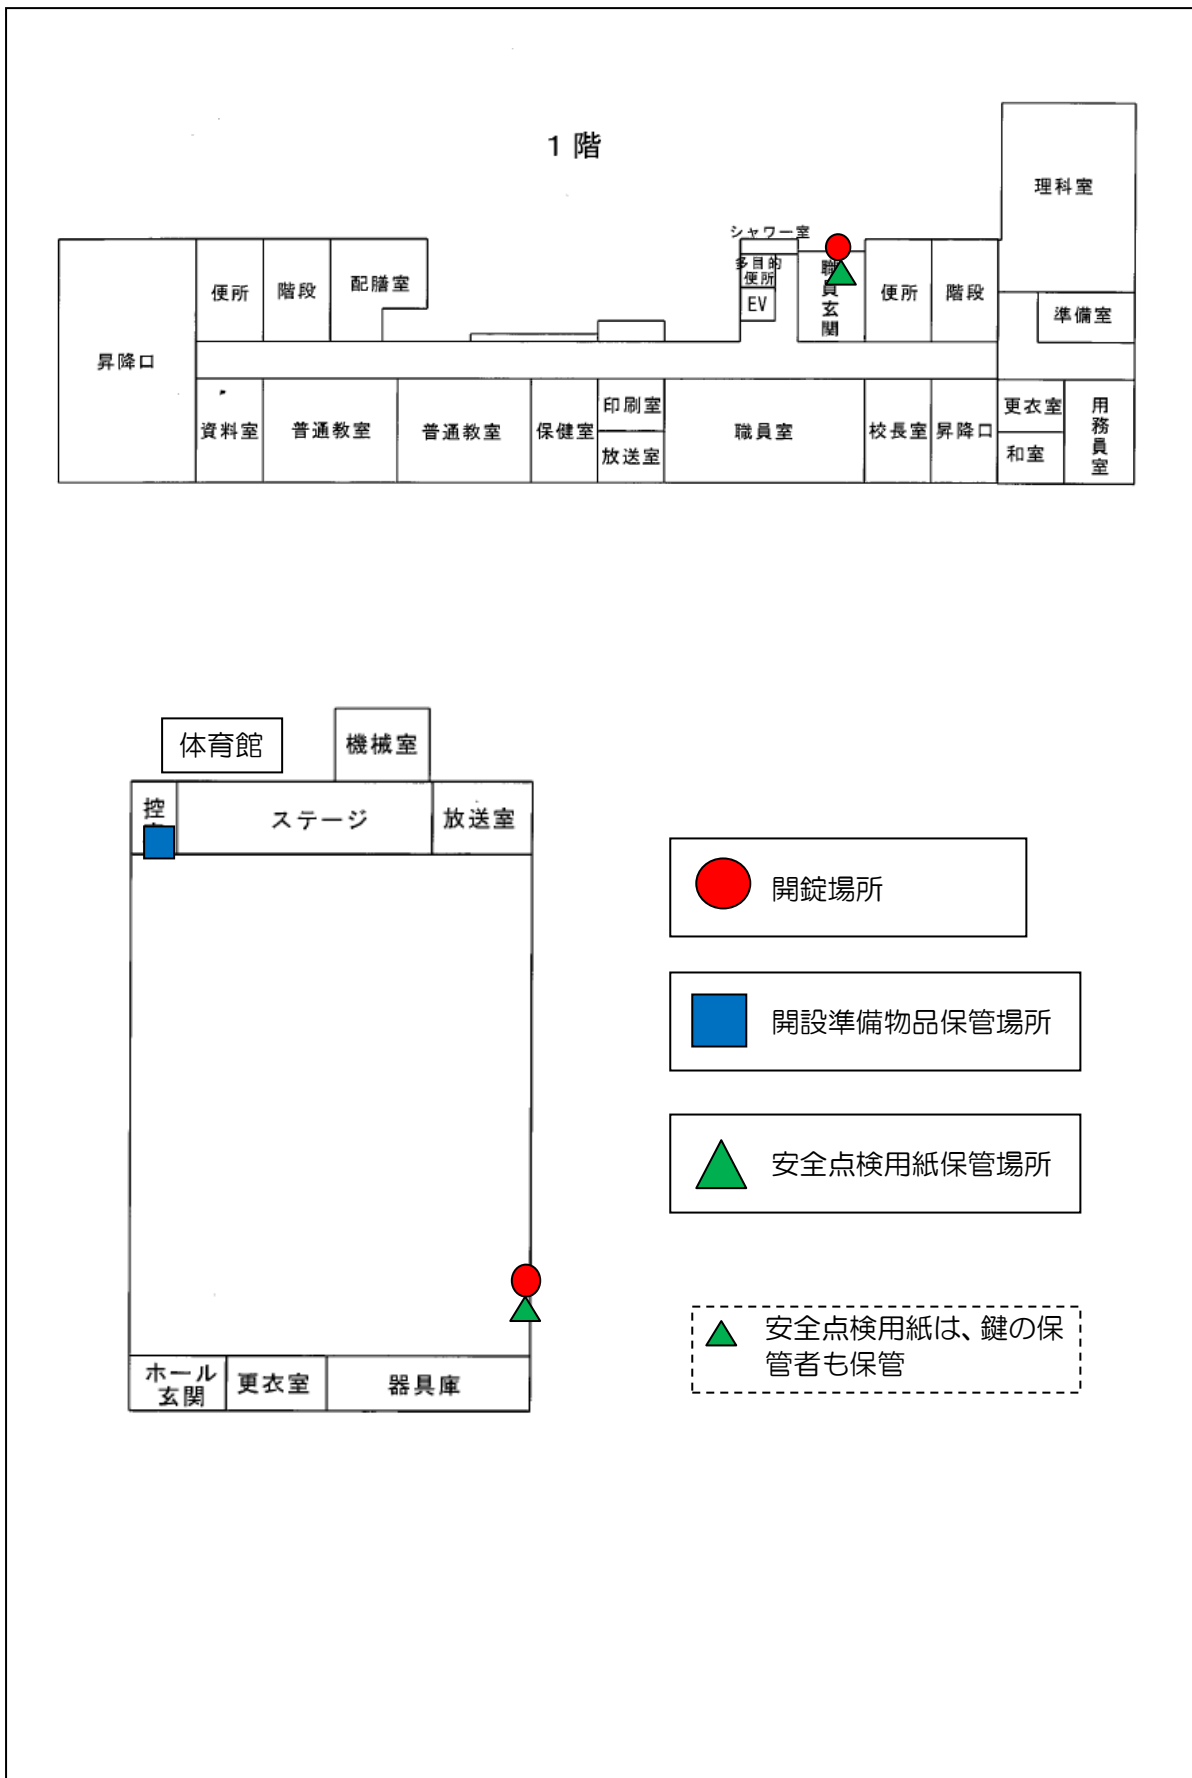 1階
理科室
シャワー室
多目的
便所
EV
職員玄関
便所
階段
準備室
便所
階段
配膳室
昇降口
資料室
普通教室
普通教室
保健室
印刷室
放送室
職員室
校長室
昇降口
更衣室
和室
用務員室
体育館
機械室
控
ステージ
放送室
開錠場所
開設準備物品保管場所
安全点検用紙保管場所
安全点検用紙は、鍵の保
管者も保管
ホール
玄関
更衣室
器具庫